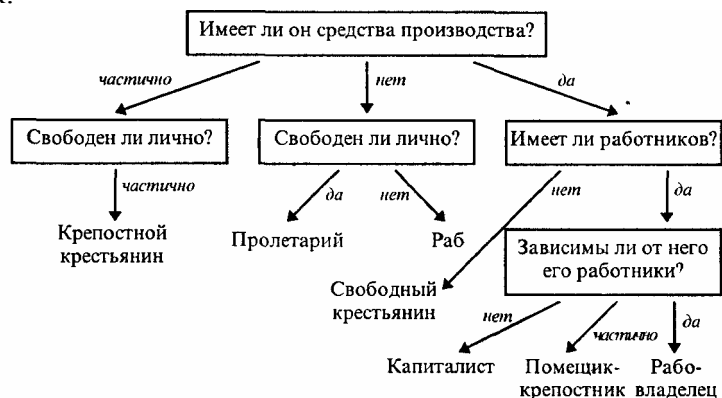 Имеет ли он средства производства?
частично
нет
да
Свободен ли лично?
Свободен ли лично?
Имеет ли работников?
частично
да
нет
нет
да
Крепостной
крестьянин
Пролетарий
Раб
Зависимы ли от него
его работники?
Свободный
крестьянин
нет
частично
да
Капиталист
Помещик-
крепостник
Рабо-
владелец